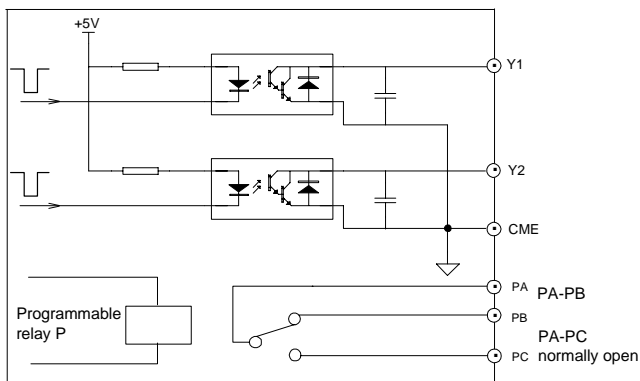 +5V
Y1
Y2
CME
PA
PA-PB
Programmable
relay P
PB
PA-PC
normally open
PC